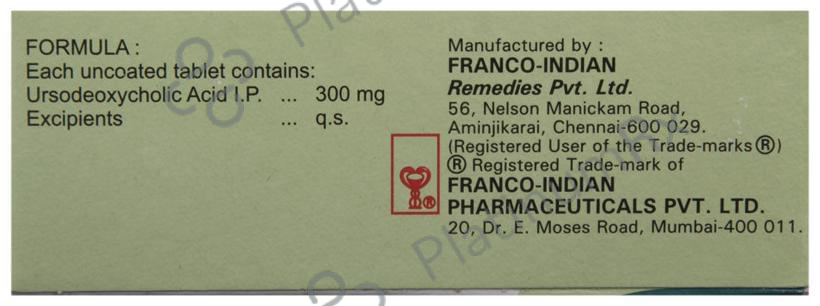 FORMULA :
Each uncoated tablet contains:
Ursodeoxycholic Acid I.P. ... 300 mg
Excipients ... q.s.
Manufactured by :
FRANCO-INDIAN
Remedies Pvt. Ltd.
56, Nelson Manickam Road,
Aminjikarai, Chennai-600 029.
(Registered User of the Trade-marks ®)
® Registered Trade-mark of
FRANCO-INDIAN
PHARMACEUTICALS PVT. LTD.
20, Dr. E. Moses Road, Mumbai-400 011.
®